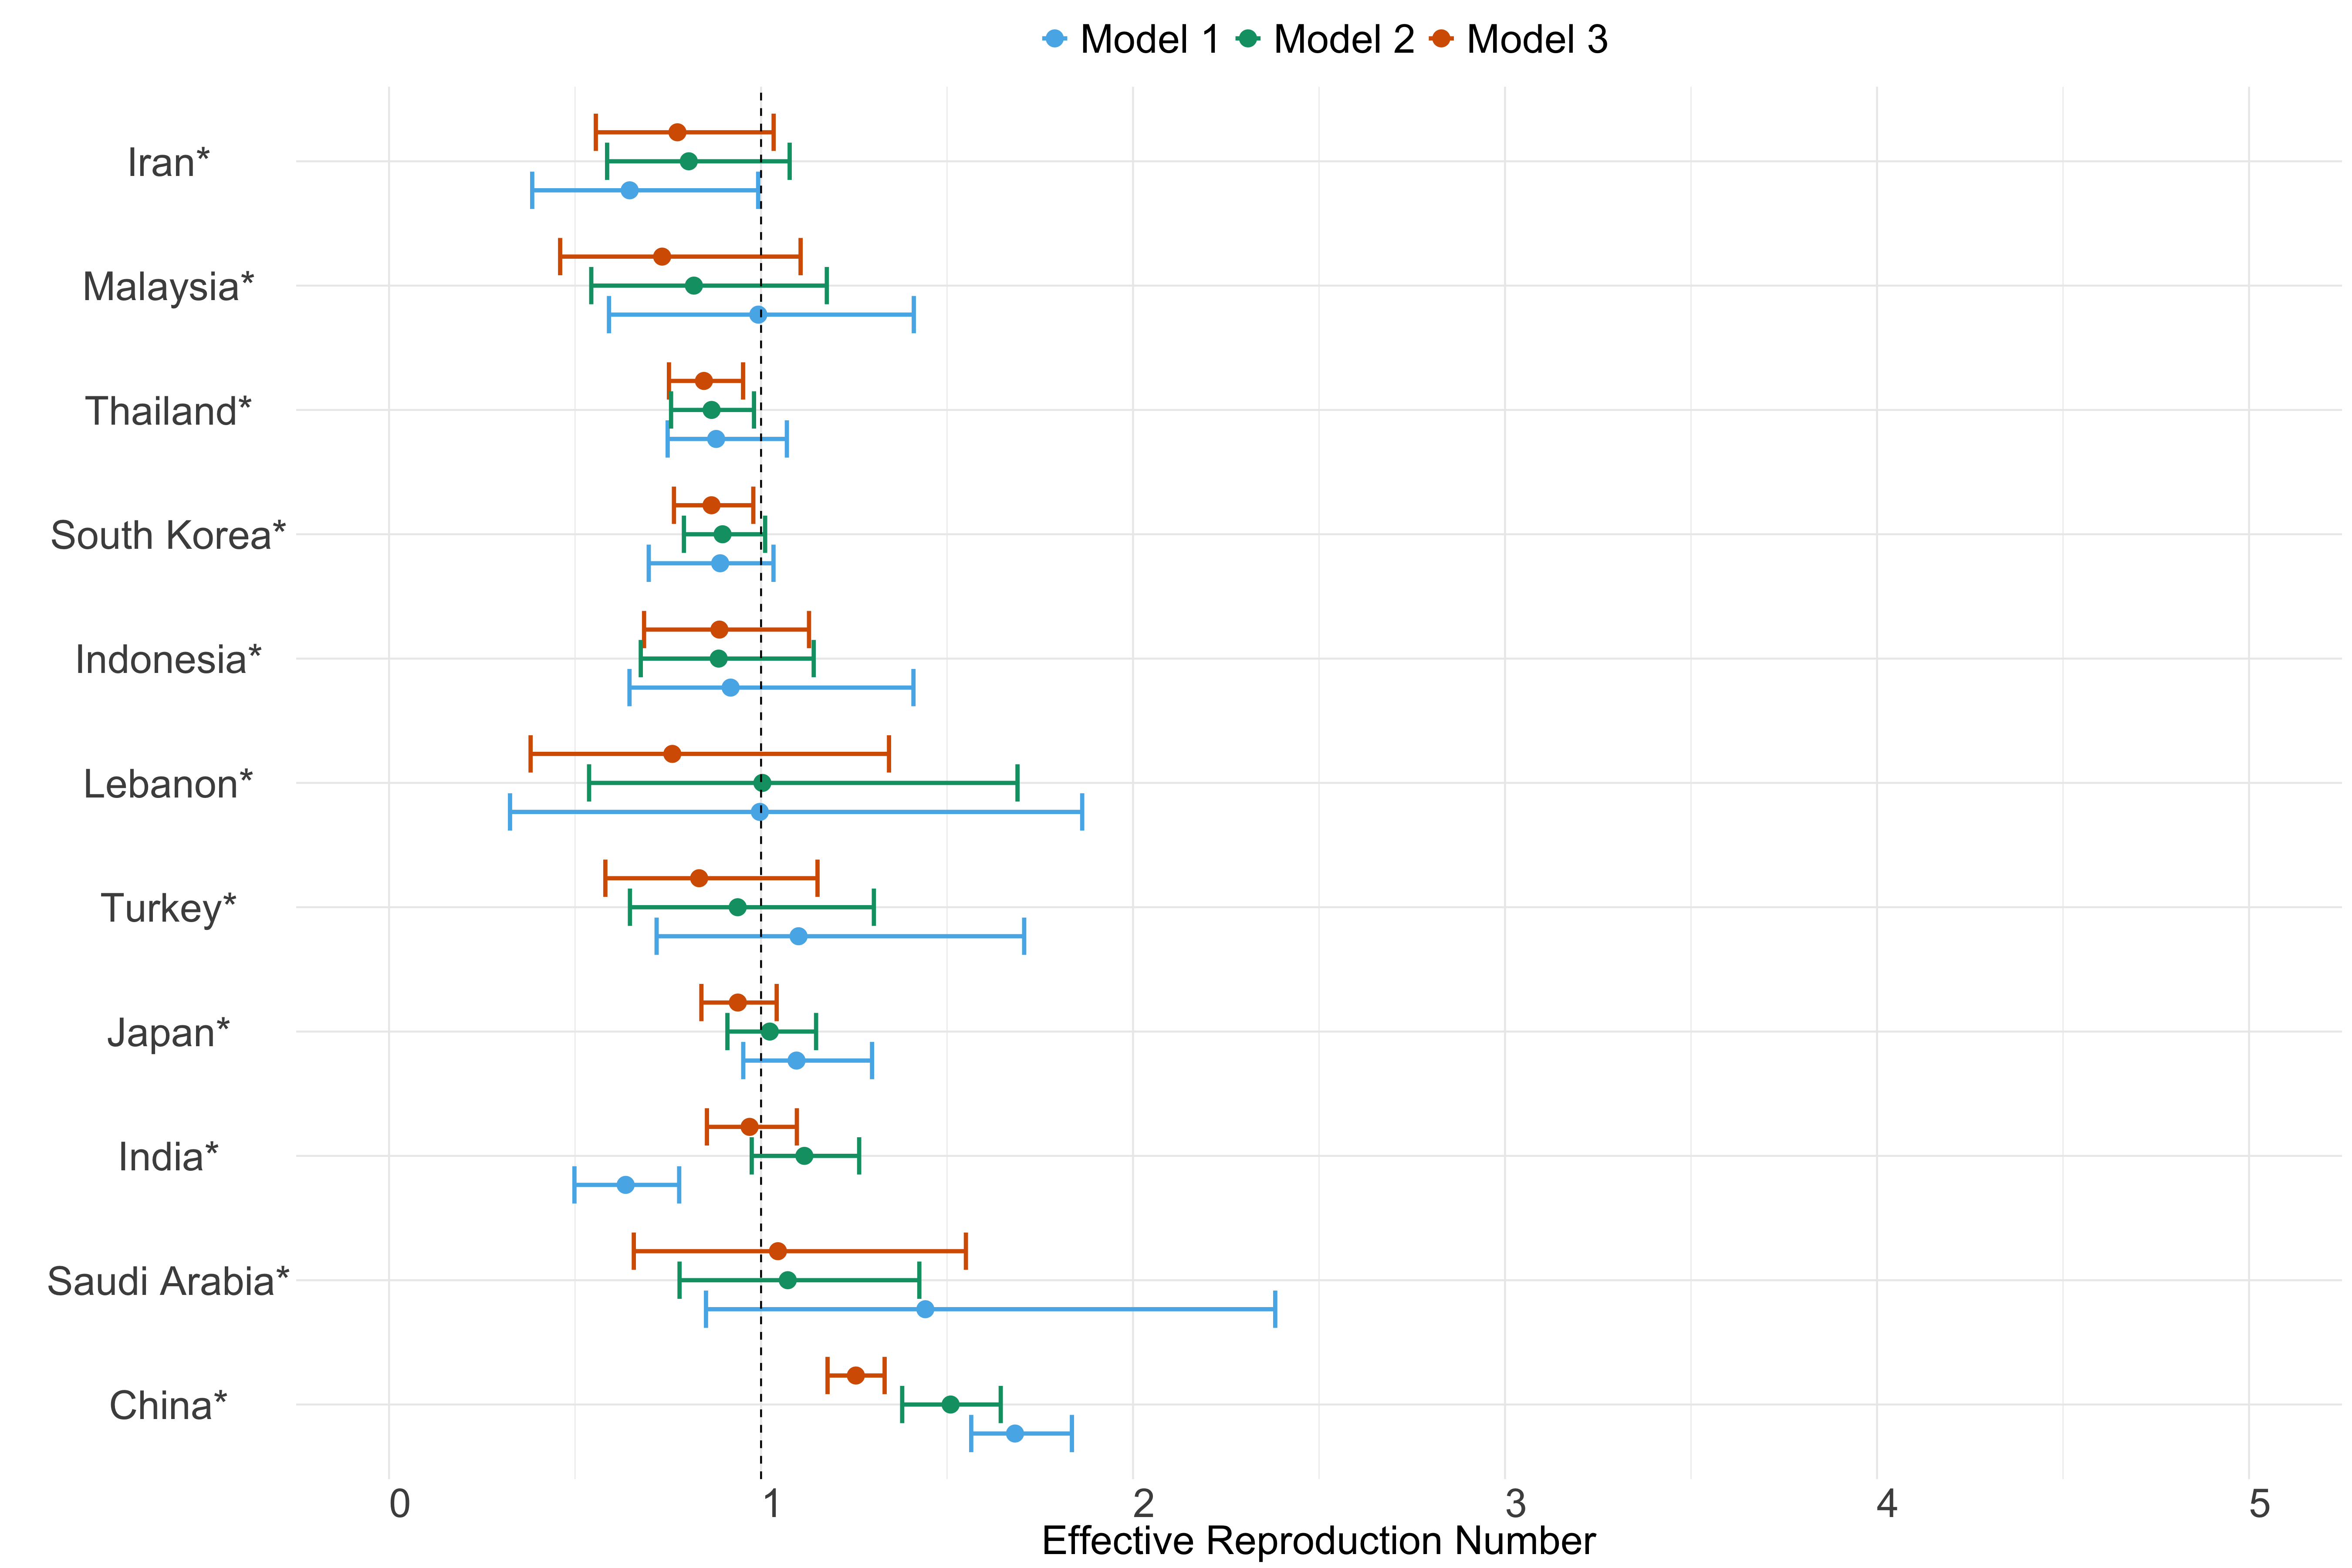 Model 1 Model 2 Model 3
Iran*
Malaysia*
Thailand*
South Korea*
Indonesia*
Lebanon*
Turkey*
Japan*
India*
Saudi Arabia*
China*
0 1 2 3 4 5
Effective Reproduction Number